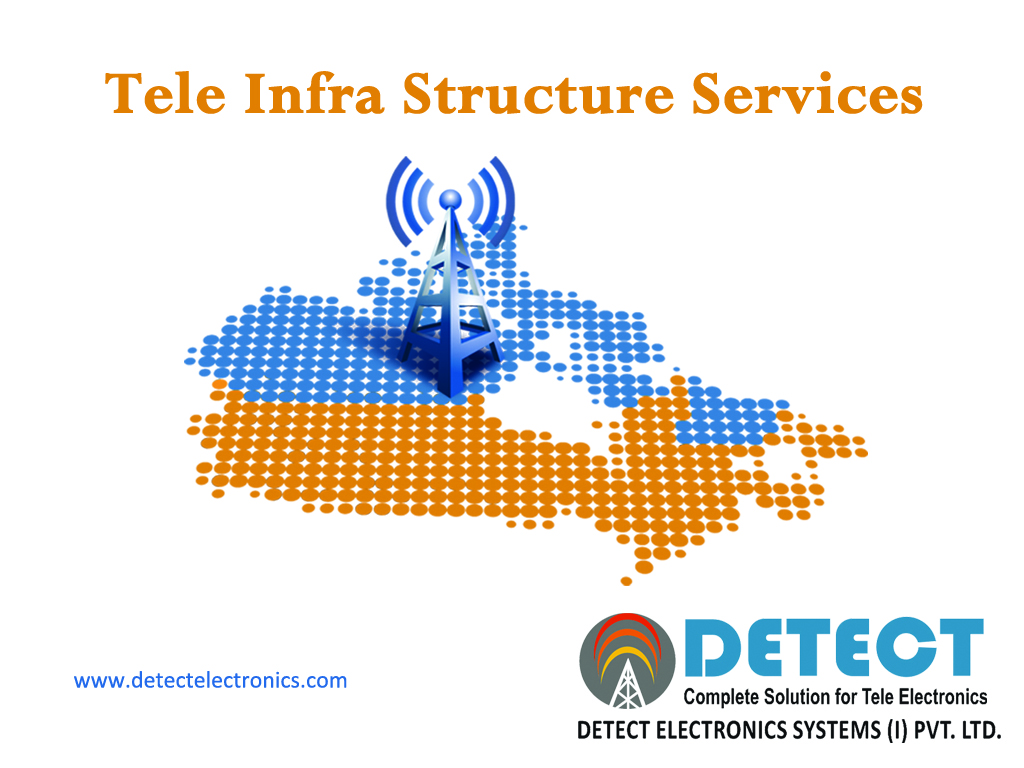 Tele Infra Structure Services
DETECT
Complete Solution for Tele Electronics
www.detectelectronics.com
DETECT ELECTRONICS SYSTEMS (I) PVT. LTD.